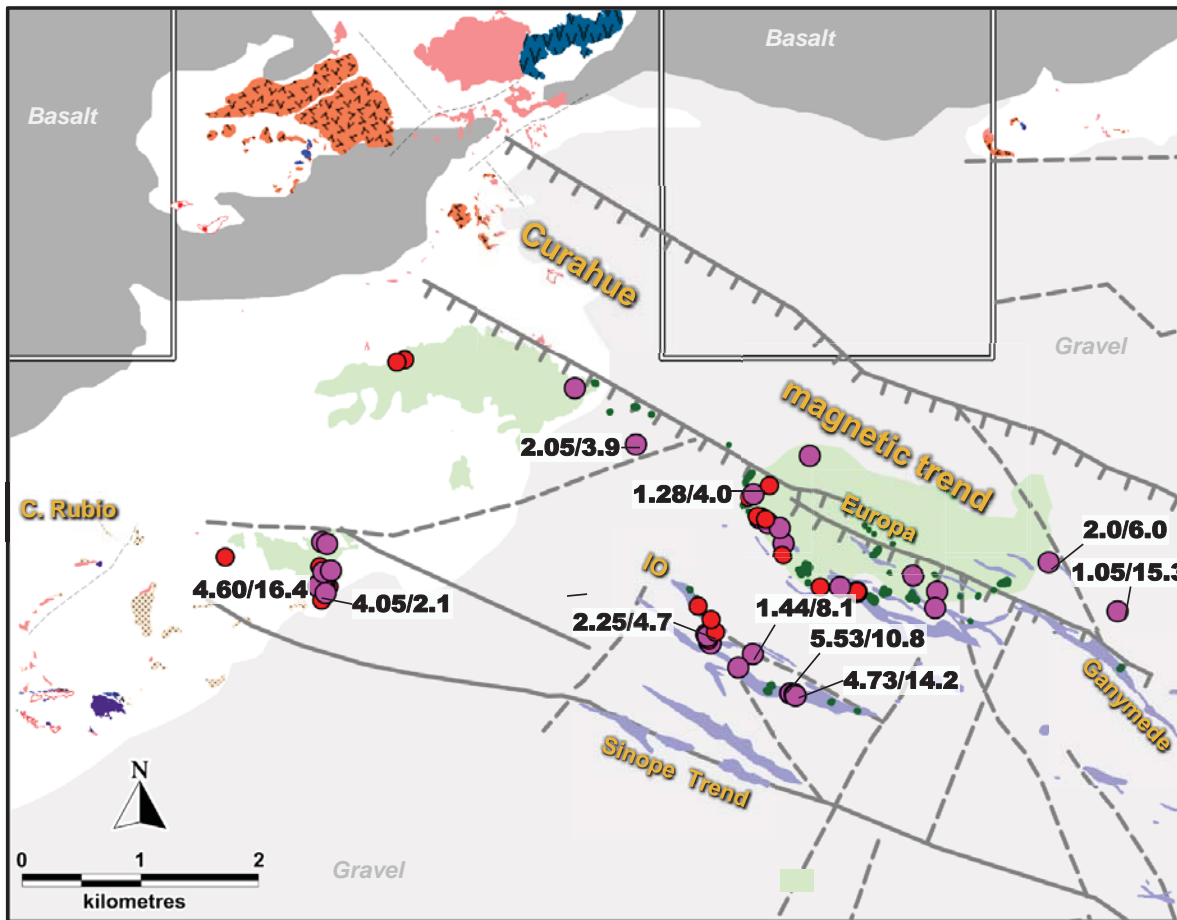 Basalt
Basalt
Curahue
Gravel
magnetic trend
2.05/3.9
1.28/4.0
C. Rubio
Europa
2.0/6.0
IO
1.05/15.3
4.60/16.4
4.05/2.1
1.44/8.1
2.25/4.7
5.53/10.8
4.73/14.2
Ganymede
Sinope Trend
N
0 1 2
kilometres
Gravel